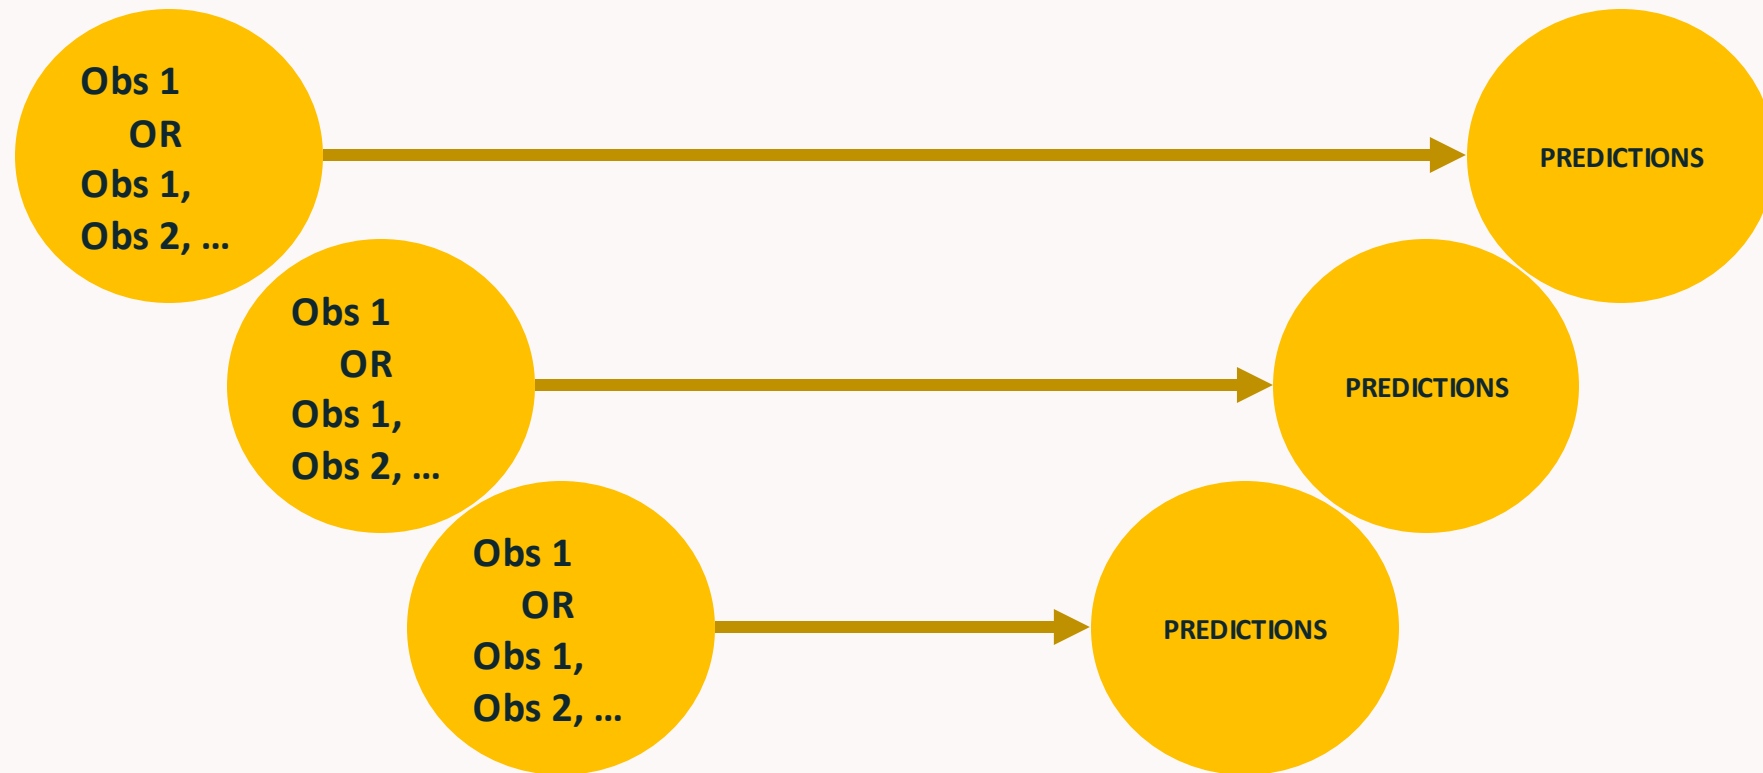 Obs 1
OR
Obs 1,
Obs 2, ...
PREDICTIONS
Obs 1
OR
Obs 1,
Obs 2, ...
PREDICTIONS
Obs 1
OR
Obs 1,
Obs 2, ...
PREDICTIONS